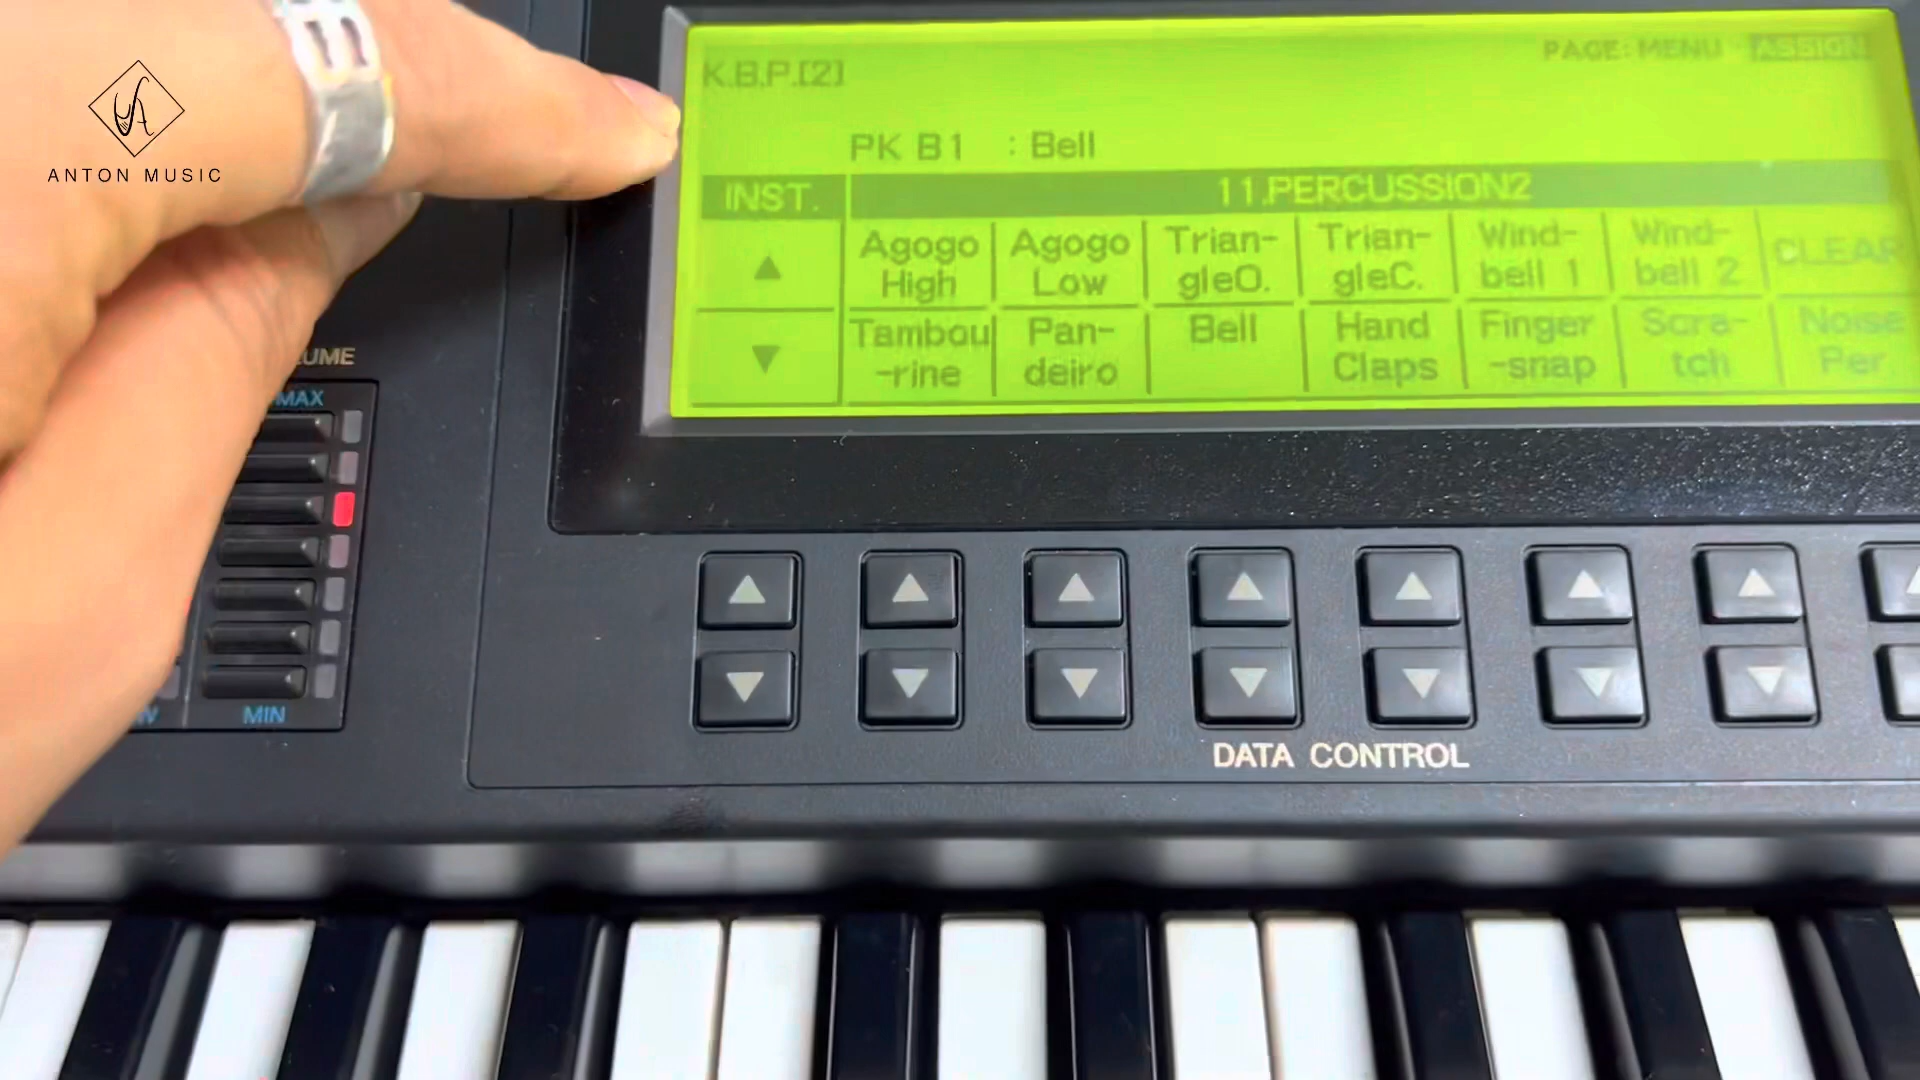 ANTON MUSIC
PAGE: MENU ASSIGN
K.B.P.[2]
PK B1 : Bell
INST. 11.PERCUSSION2
Agogo High
Agogo Low
Trian-gleO.
Trian-gleC.
Wind-bell 1
Wind-bell 2
CLEAR
Tambou-rine
Pan-deiro
Bell
Hand Claps
Finger-snap
Scra-tch
Noise Per
MAX
MIN
DATA CONTROL